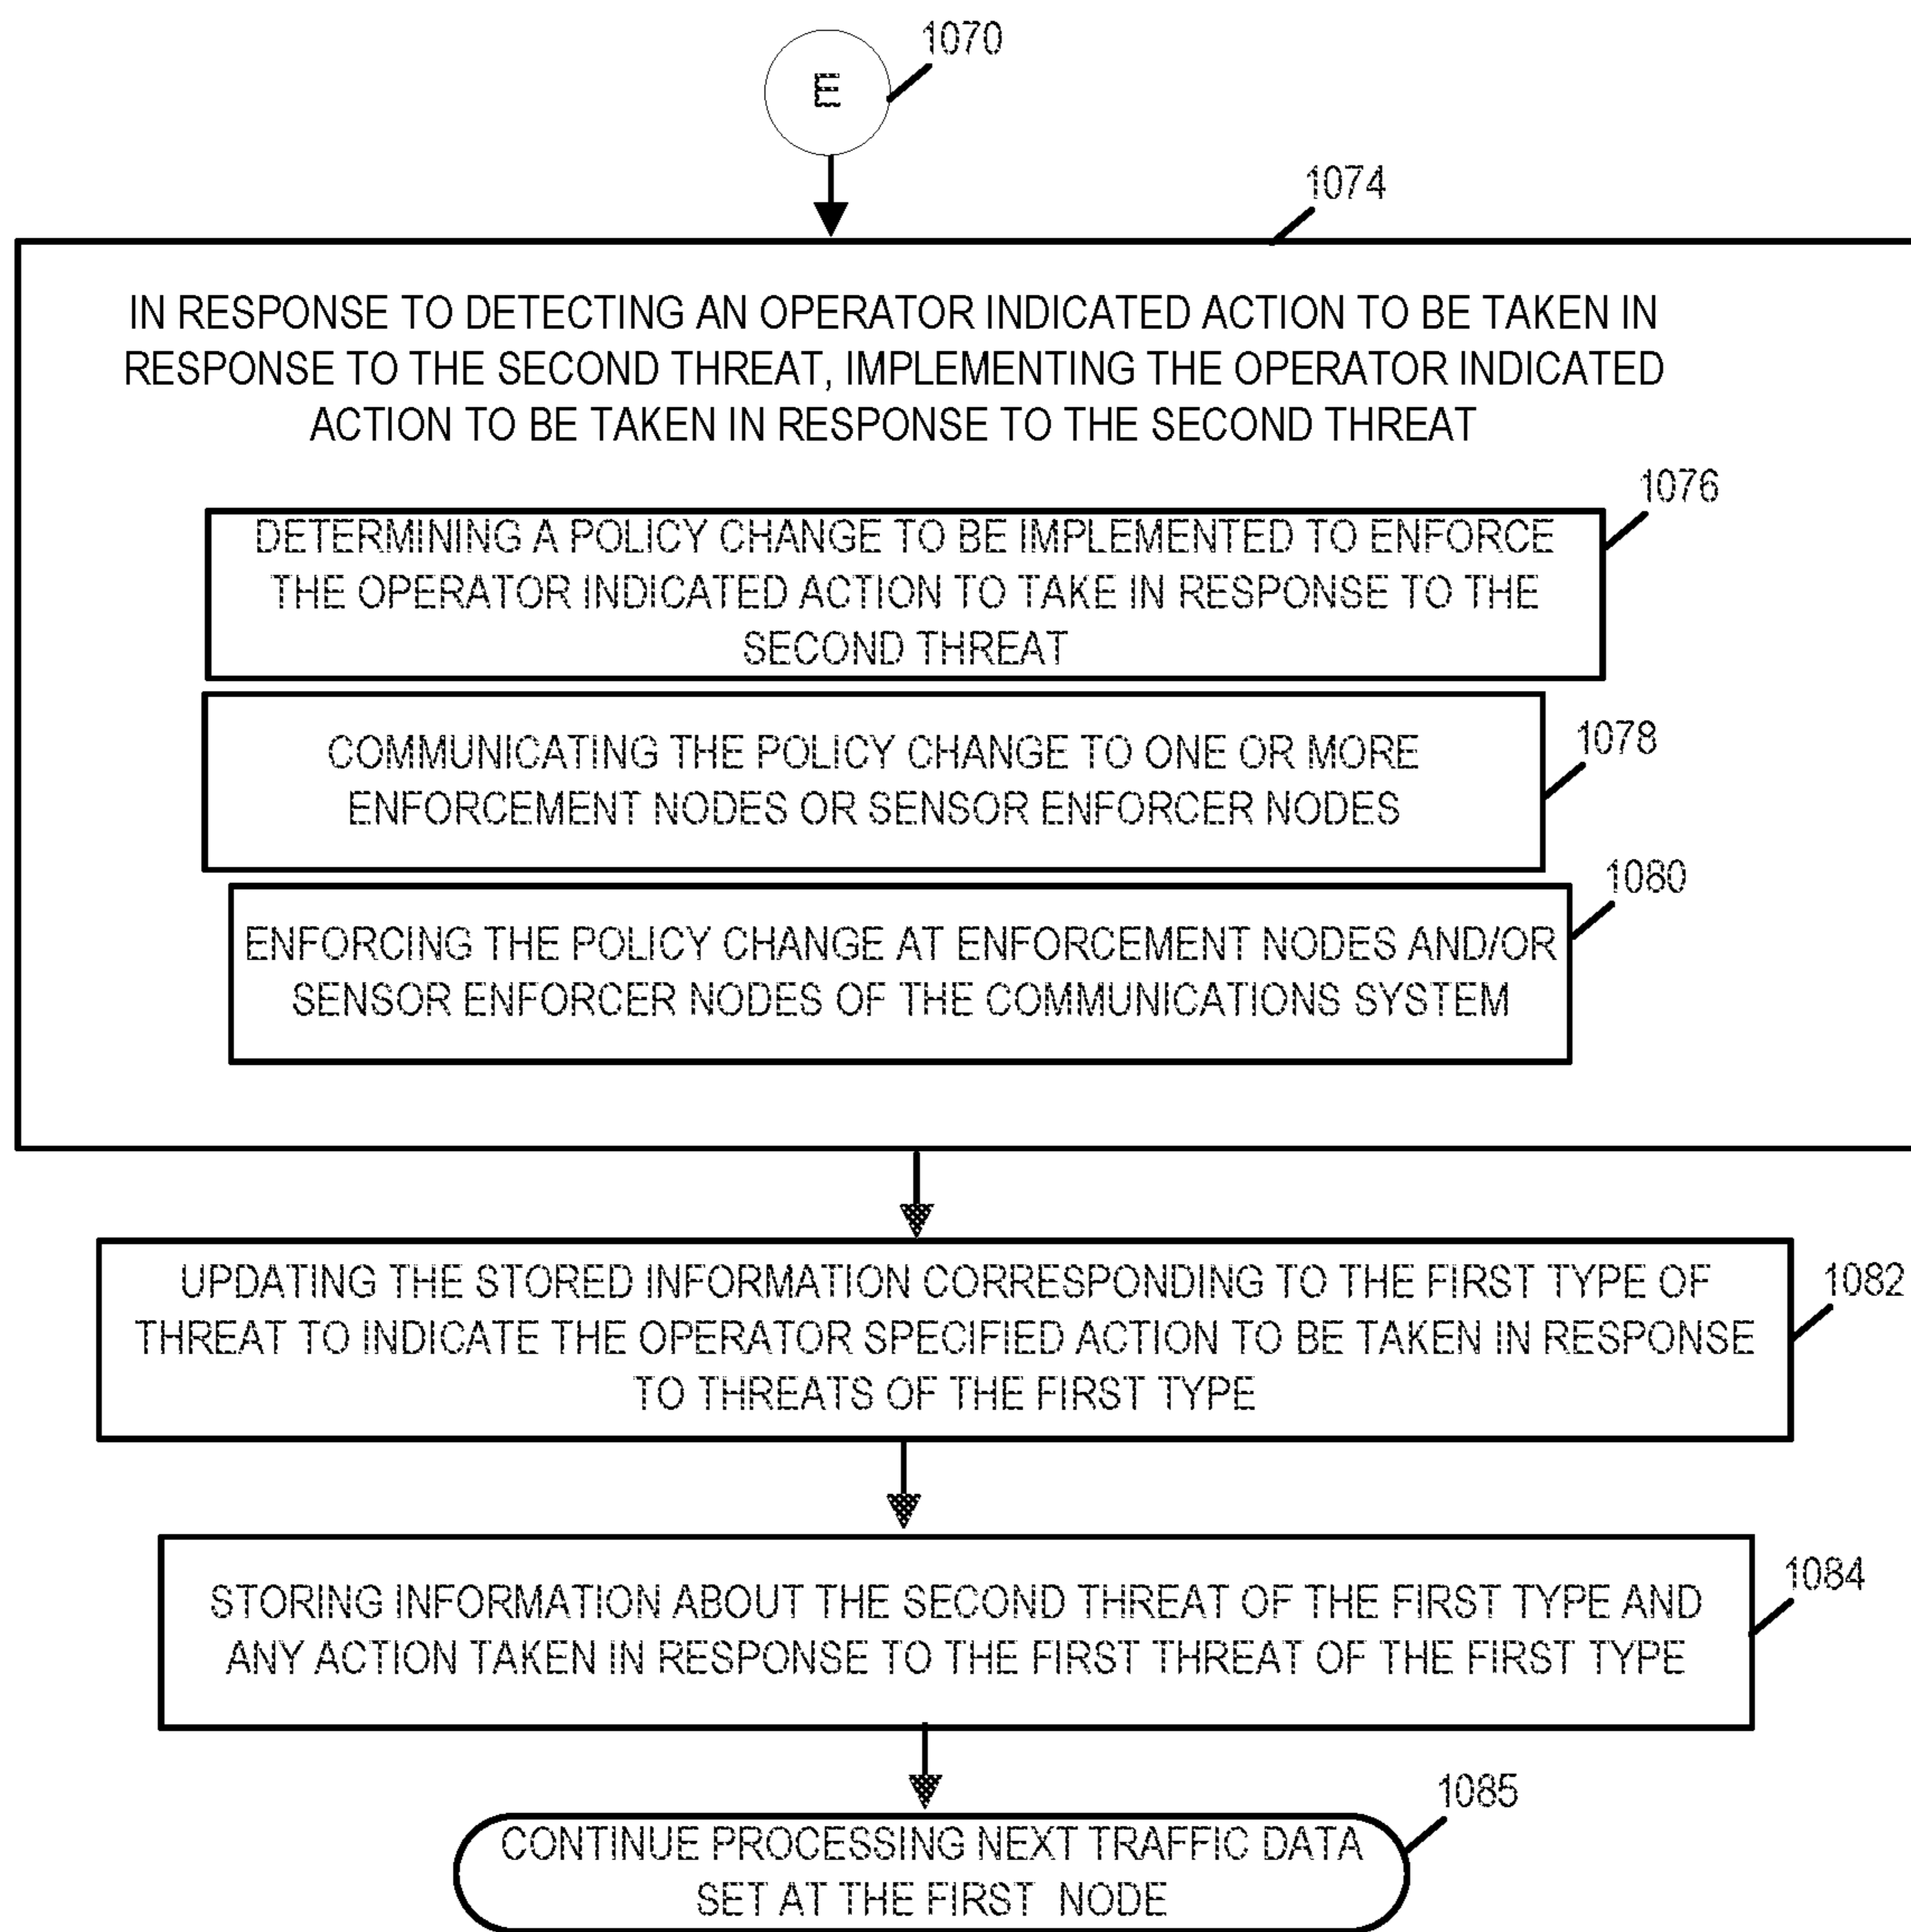 1070
E
1074
IN RESPONSE TO DETECTING AN OPERATOR INDICATED ACTION TO BE TAKEN IN
RESPONSE TO THE SECOND THREAT, IMPLEMENTING THE OPERATOR INDICATED
ACTION TO BE TAKEN IN RESPONSE TO THE SECOND THREAT
1076
DETERMINING A POLICY CHANGE TO BE IMPLEMENTED TO ENFORCE
THE OPERATOR INDICATED ACTION TO TAKE IN RESPONSE TO THE
SECOND THREAT
1078
COMMUNICATING THE POLICY CHANGE TO ONE OR MORE
ENFORCEMENT NODES OR SENSOR ENFORCER NODES
1080
ENFORCING THE POLICY CHANGE AT ENFORCEMENT NODES AND/OR
SENSOR ENFORCER NODES OF THE COMMUNICATIONS SYSTEM
1082
UPDATING THE STORED INFORMATION CORRESPONDING TO THE FIRST TYPE OF
THREAT TO INDICATE THE OPERATOR SPECIFIED ACTION TO BE TAKEN IN RESPONSE
TO THREATS OF THE FIRST TYPE
1084
STORING INFORMATION ABOUT THE SECOND THREAT OF THE FIRST TYPE AND
ANY ACTION TAKEN IN RESPONSE TO THE FIRST THREAT OF THE FIRST TYPE
1085
CONTINUE PROCESSING NEXT TRAFFIC DATA
SET AT THE FIRST NODE